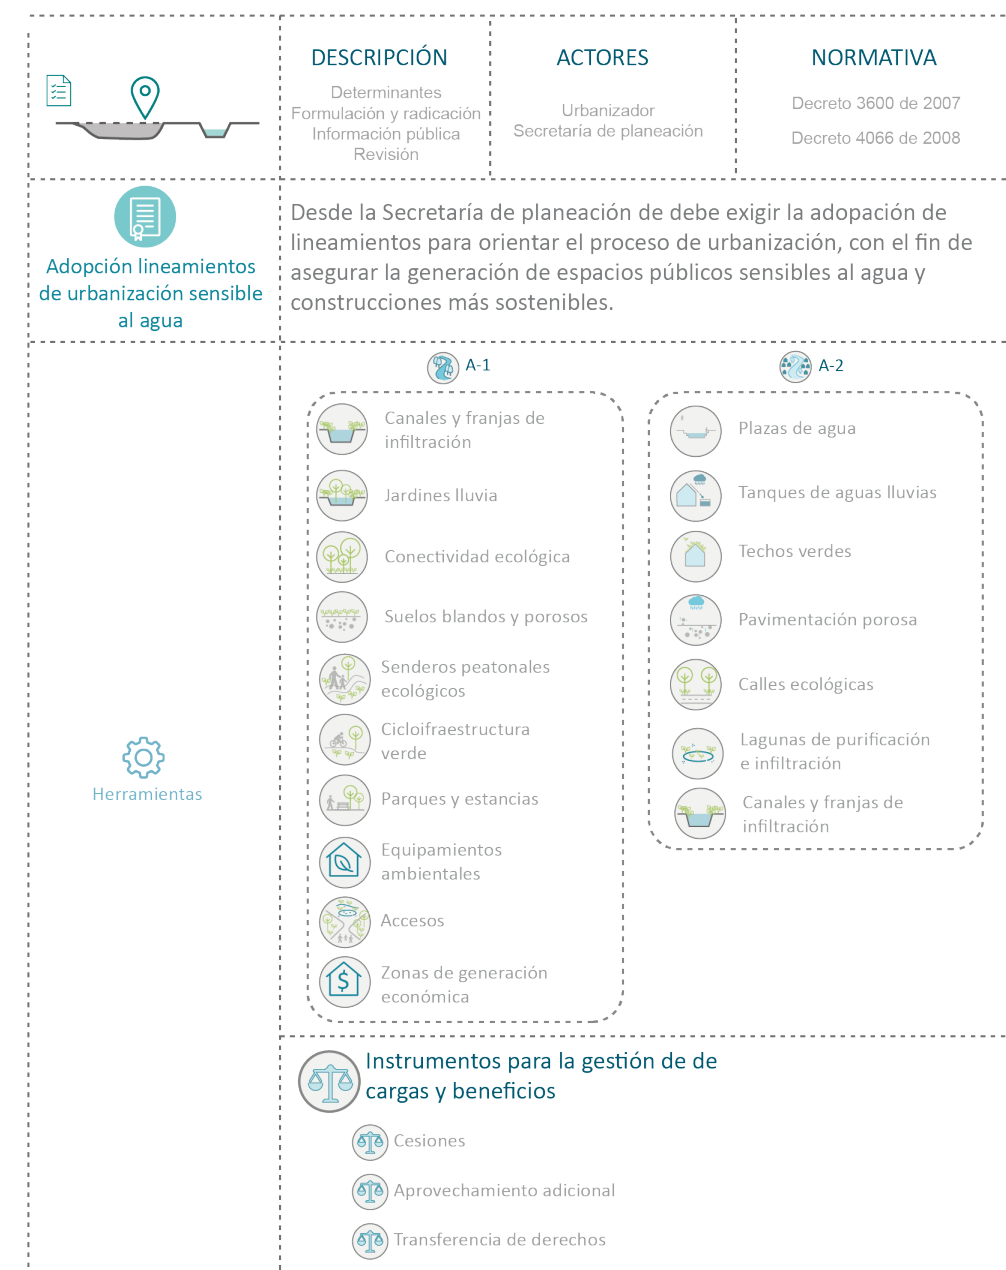 DESCRIPCIÓN
Determinantes
Formulación y radicación
Información pública
Revisión
ACTORES
Urbanizador
Secretaría de planeación
NORMATIVA
Decreto 3600 de 2007
Decreto 4066 de 2008
Adopción lineamientos
de urbanización sensible
al agua
Desde la Secretaría de planeación de debe exigir la adopación de
lineamientos para orientar el proceso de urbanización, con el fin de
asegurar la generación de espacios públicos sensibles al agua y
construcciones más sostenibles.
Herramientas
A-1
Canales y franjas de
infiltración
Jardines lluvia
Conectividad ecológica
Suelos blandos y porosos
Senderos peatonales
ecológicos
Cicloifraestructura
verde
Parques y estancias
Equipamientos
ambientales
Accesos
$
Zonas de generación
económica
A-2
Plazas de agua
Tanques de aguas lluvias
Techos verdes
Pavimentación porosa
Calles ecológicas
Lagunas de purificación
e infiltración
Canales y franjas de
infiltración
Instrumentos para la gestión de de
cargas y beneficios
Cesiones
Aprovechamiento adicional
Transferencia de derechos